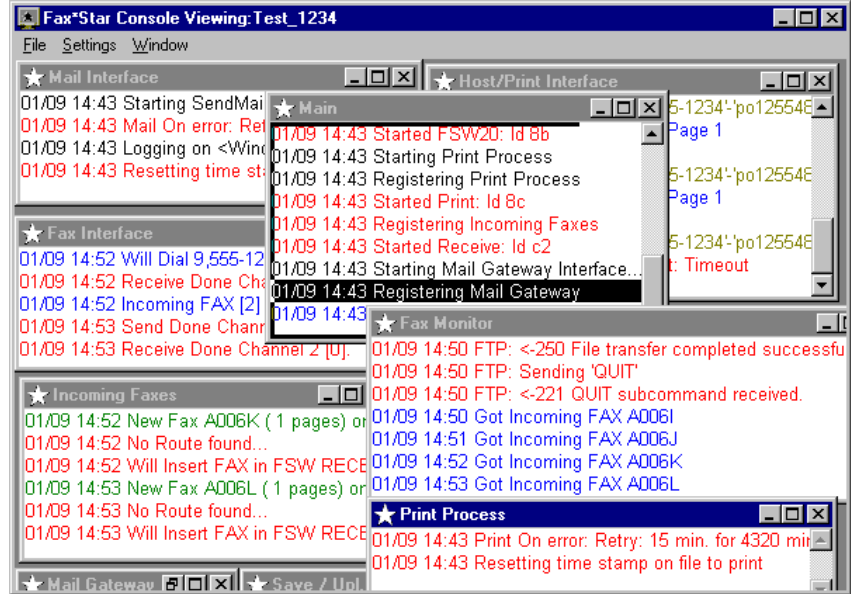 Fax*Star Console Viewing:Test_1234
File Settings Window
Mail Interface
01/09 14:43 Starting SendMai
01/09 14:43 Mail On error:
01/09 14:43 Logging on
01/09 14:43 Resetting time
Host/Print Interface
5-1234'-'po125548
Page 1
5-1234'-'po125548
Page 1
5-1234'-'po125548
t: Timeout
Main
01/09 14:43 Started FSW20: Id 8b
01/09 14:43 Starting Print Process
01/09 14:43 Registering Print Process
01/09 14:43 Started Print: Id 8c
01/09 14:43 Registering Incoming Faxes
01/09 14:43 Started Receive: Id c2
01/09 14:43 Starting Mail Gateway Interface...
01/09 14:43 Registering Mail Gateway
01/09 14:43
Fax Interface
01/09 14:52 Will Dial 9,555-12
01/09 14:52 Receive Done
01/09 14:52 Incoming FAX [2]
01/09 14:53 Send Done
01/09 14:53 Receive Done Channel 2 [0].
Fax Monitor
01/09 14:50 FTP: <-250 File transfer completed successfu
01/09 14:50 FTP: Sending 'QUIT'
01/09 14:50 FTP: <-221 QUIT subcommand received.
01/09 14:50 Got Incoming FAX A006I
01/09 14:51 Got Incoming FAX A006J
01/09 14:52 Got Incoming FAX A006K
01/09 14:53 Got Incoming FAX A006L
Incoming Faxes
01/09 14:52 New Fax A006K ( 1 pages) or
01/09 14:52 No Route found...
01/09 14:52 Will Insert FAX in FSW RECE
01/09 14:53 New Fax A006L ( 1 pages) or
01/09 14:53 No Route found...
01/09 14:53 Will Insert FAX in FSW RECE
Print Process
01/09 14:43 Print On error: Retry: 15 min. for 4320 min
01/09 14:43 Resetting time stamp on file to print
Mail Gateway
Save / Upl